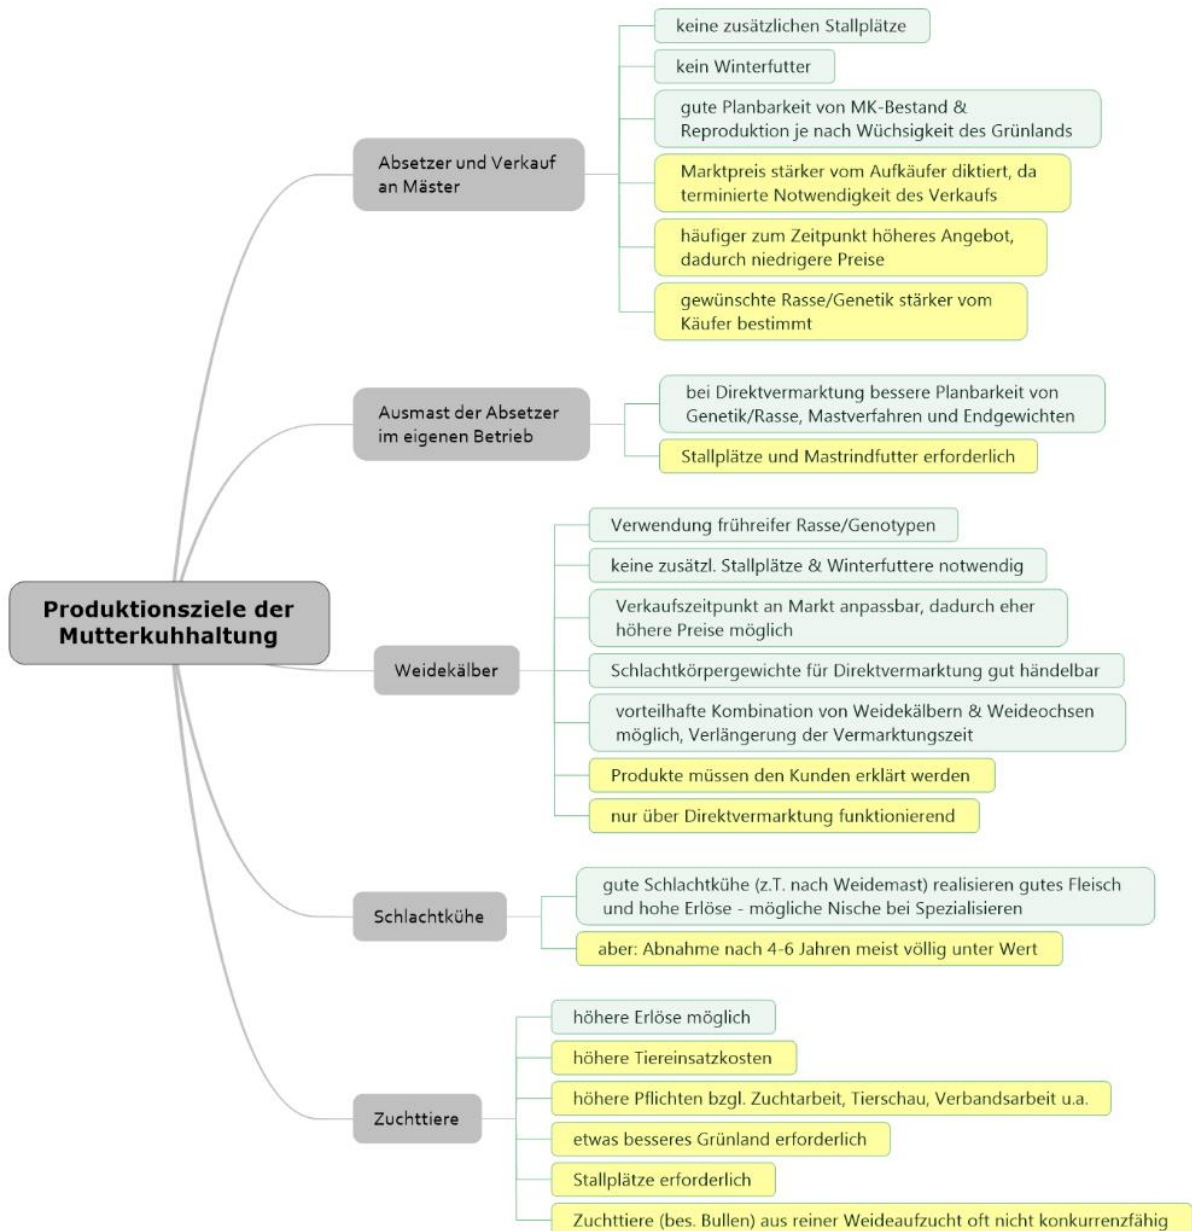 Produktionsziele der
Mutterkuhhaltung
Absetzer und Verkauf
an Mäster
keine zusätzlichen Stallplätze
kein Winterfutter
gute Planbarkeit von MK-Bestand &
Reproduktion je nach Wüchsigkeit des Grünlands
Marktpreis stärker vom Aufkäufer diktiert, da
terminierte Notwendigkeit des Verkaufs
häufiger zum Zeitpunkt höheres Angebot,
dadurch niedrigere Preise
gewünschte Rasse/Genetik stärker vom
Käufer bestimmt
Ausmast der Absetzer
im eigenen Betrieb
bei Direktvermarktung bessere Planbarkeit von
Genetik/Rasse, Mastverfahren und Endgewichten
Stallplätze und Mastrindfutter erforderlich
Weidekälber
Verwendung frühreifer Rasse/Genotypen
keine zusätzl. Stallplätze & Winterfuttere notwendig
Verkaufszeitpunkt an Markt anpassbar, dadurch eher
höhere Preise möglich
Schlachtkörpergewichte für Direktvermarktung gut händelbar
vorteilhafte Kombination von Weidekälbern & Weideochsen
möglich, Verlängerung der Vermarktungszeit
Produkte müssen den Kunden erklärt werden
nur über Direktvermarktung funktionierend
Schlachtkühe
gute Schlachtkühe (z.T. nach Weidemast) realisieren gutes Fleisch
und hohe Erlöse - mögliche Nische bei Spezialisieren
aber: Abnahme nach 4-6 Jahren meist völlig unter Wert
Zuchttiere
höhere Erlöse möglich
höhere Tiereinsatzkosten
höhere Pflichten bzgl. Zuchtarbeit, Tierschau, Verbandsarbeit u.a.
etwas besseres Grünland erforderlich
Stallplätze erforderlich
Zuchttiere (bes. Bullen) aus reiner Weideaufzucht oft nicht konkurrenzfähig